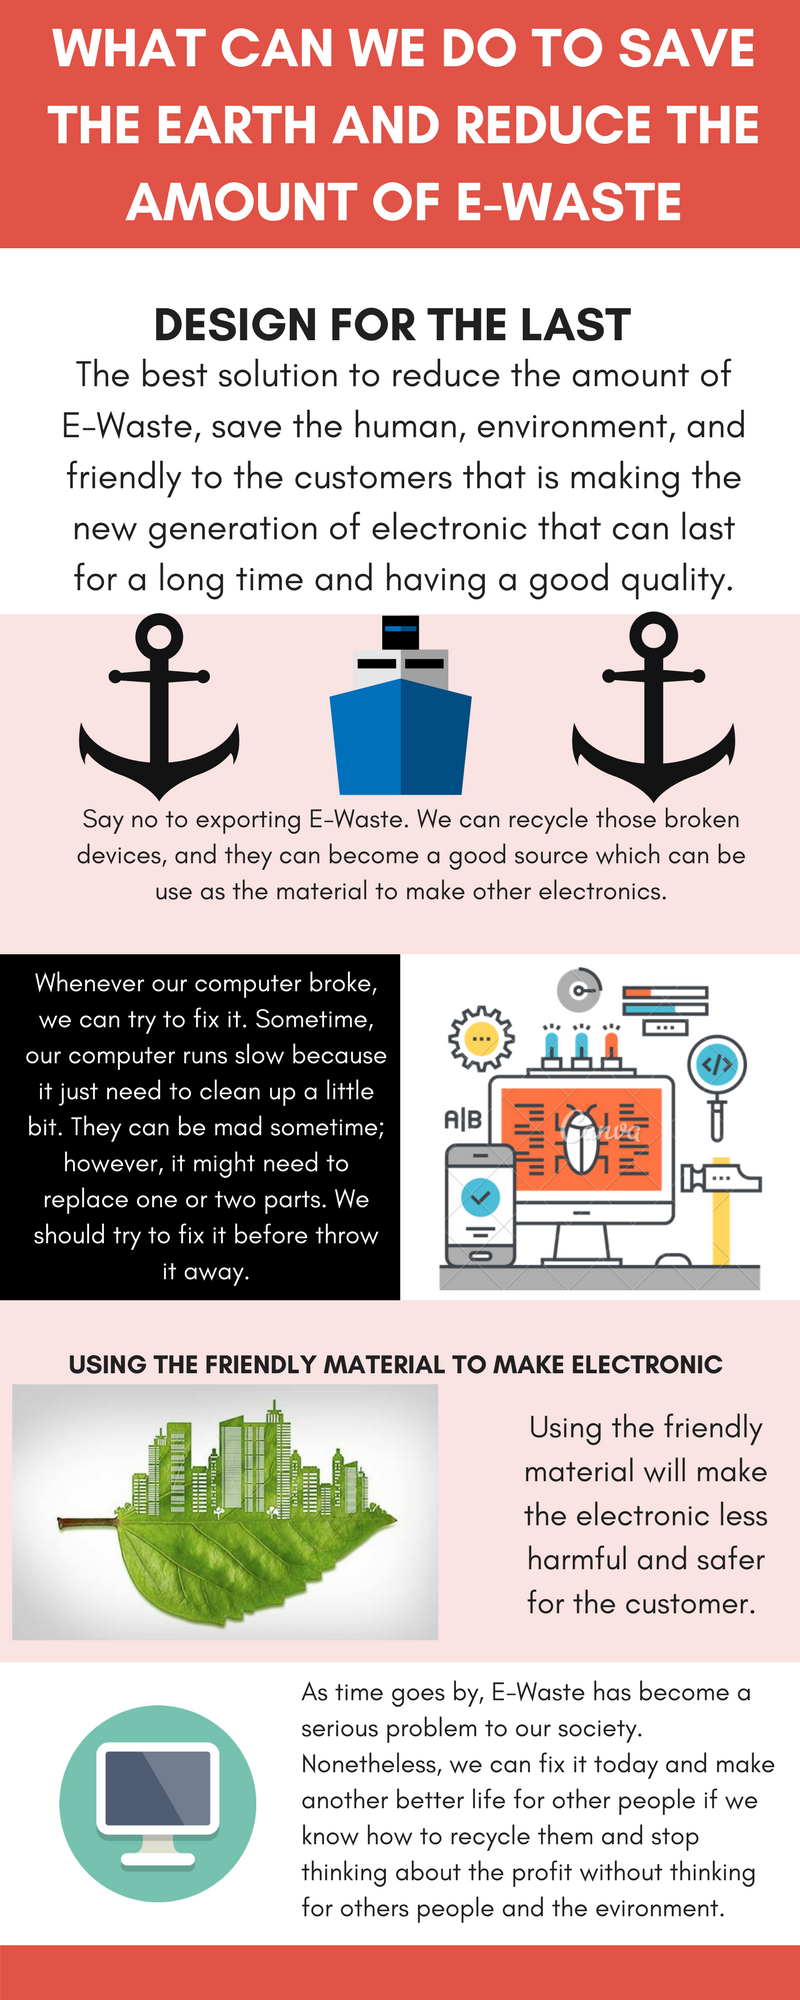 WHAT CAN WE DO TO SAVE
THE EARTH AND REDUCE THE
AMOUNT OF E-WASTE
DESIGN FOR THE LAST
The best solution to reduce the amount of
E-Waste, save the human, environment, and
friendly to the customers that is making the
new generation of electronic that can last
for a long time and having a good quality.
Say no to exporting E-Waste. We can recycle those broken
devices, and they can become a good source which can be
use as the material to make other electronics.
Whenever our computer broke,
we can try to fix it. Sometime,
our computer runs slow because
it just need to clean up a little
bit. They can be mad sometime;
however, it might need to
replace one or two parts. We
should try to fix it before throw
it away.
</>
A|B
Canva
USING THE FRIENDLY MATERIAL TO MAKE ELECTRONIC
Using the friendly
material will make
the electronic less
harmful and safer
for the customer.
As time goes by, E-Waste has become a
serious problem to our society.
Nonetheless, we can fix it today and make
another better life for other people if we
know how to recycle them and stop
thinking about the profit without thinking
for others people and the evironment.